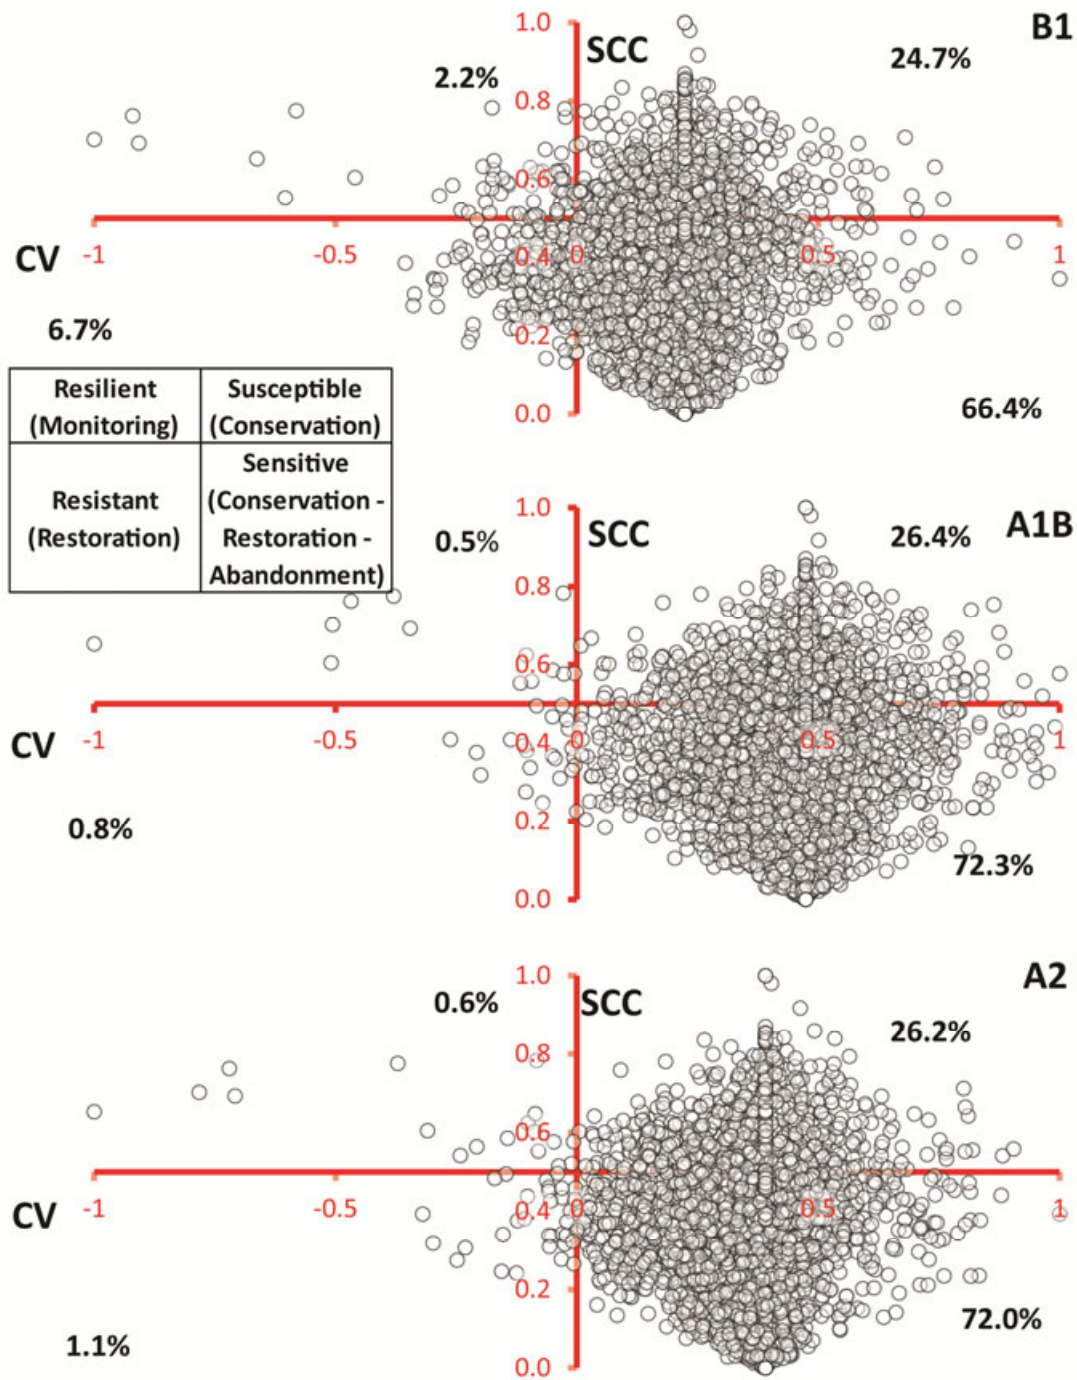 B1
1.0
SCC
24.7%
2.2%
0.8
0.6
CV
-1
-0.5
0.4
0
0.5
1
6.7%
0.2
0.0
66.4%
Resilient
(Monitoring)
Susceptible
(Conservation)
Resistant
(Restoration)
Sensitive
(Conservation -
Restoration -
Abandonment)
A1B
1.0
SCC
26.4%
0.5%
0.8
0.6
CV
-1
-0.5
0.4
0
0.5
1
0.8%
0.2
72.3%
0.0
A2
1.0
SCC
26.2%
0.6%
0.8
0.6
CV
-1
-0.5
0.4
0
0.5
1
0.2
72.0%
1.1%
0.0